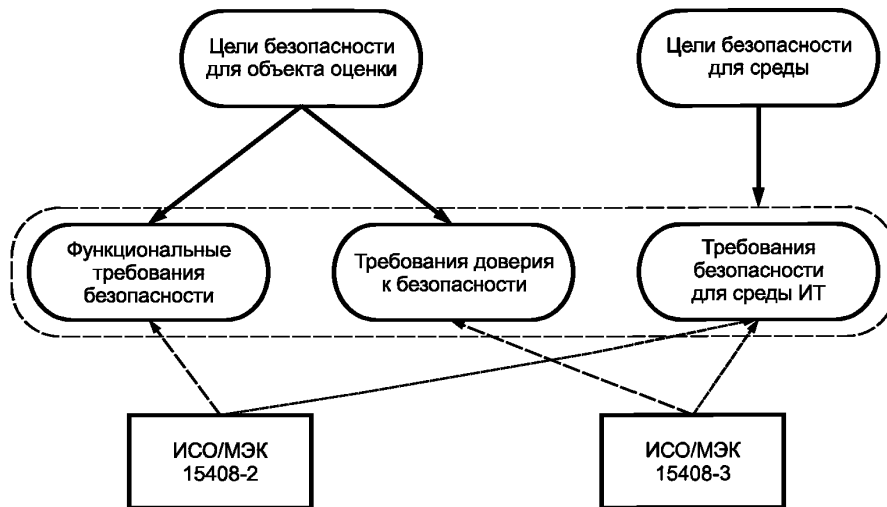 Цели безопасности
для объекта оценки
Цели безопасности
для среды
Функциональные
требования
безопасности
Требования доверия
к безопасности
Требования
безопасности
для среды ИТ
ИСО/МЭК
15408-2
ИСО/МЭК
15408-3